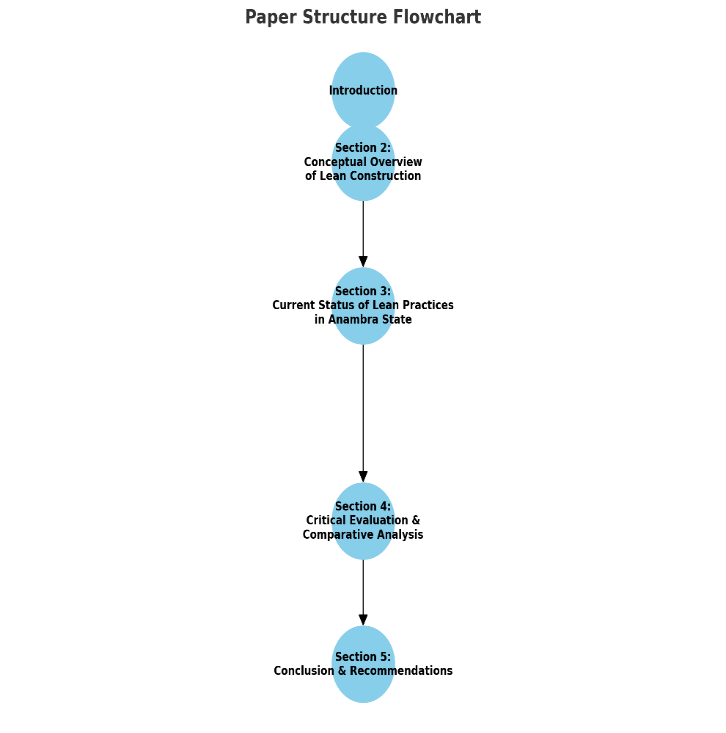 Paper Structure Flowchart
Introduction
Section 2:
Conceptual Overview
of Lean Construction
Section 3:
Current Status of Lean Practices
in Anambra State
Section 4:
Critical Evaluation &
Comparative Analysis
Section 5:
Conclusion & Recommendations